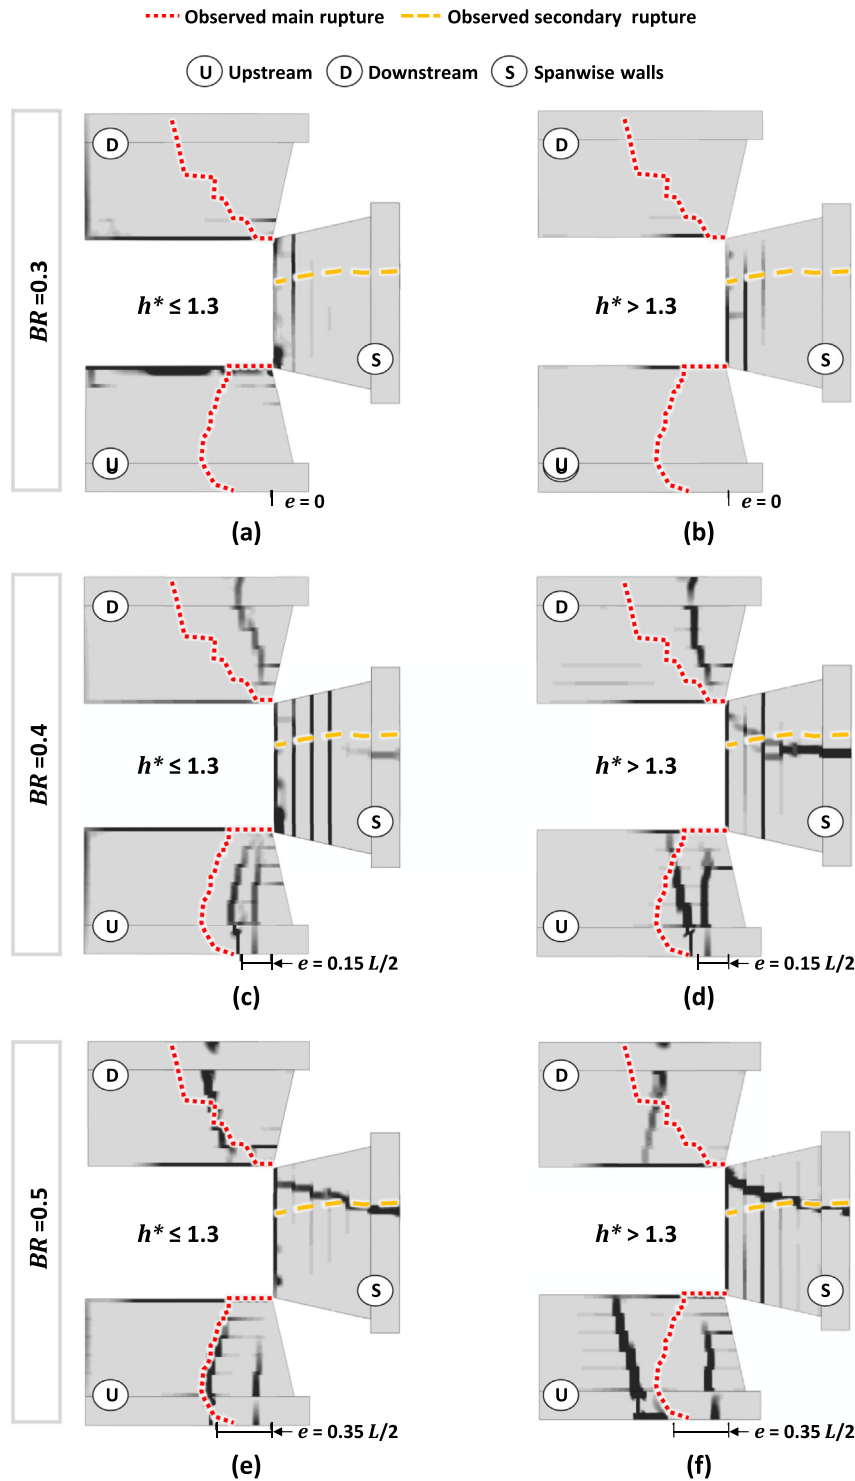 Observed main rupture Observed secondary rupture
U Upstream D Downstream S Spanwise walls
BR =0.3
D
h* ≤ 1.3
S
U
e = 0
(a)
D
h* > 1.3
S
U
e = 0
(b)
BR =0.4
D
h* ≤ 1.3
S
U
e = 0.15 L/2
(c)
D
h* > 1.3
S
U
e = 0.15 L/2
(d)
BR =0.5
D
h* ≤ 1.3
S
U
e = 0.35 L/2
(e)
D
h* > 1.3
S
U
e = 0.35 L/2
(f)